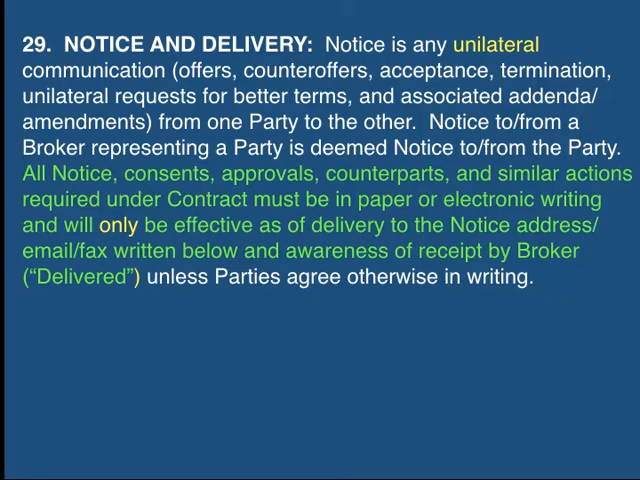 29.  NOTICE AND DELIVERY:  Notice is any unilateral
communication (offers, counteroffers, acceptance, termination,
unilateral requests for better terms, and associated addenda/
amendments) from one Party to the other.  Notice to/from a
Broker representing a Party is deemed Notice to/from the Party.
All Notice, consents, approvals, counterparts, and similar actions
required under Contract must be in paper or electronic writing
and will only be effective as of delivery to the Notice address/
email/fax written below and awareness of receipt by Broker
(“Delivered”) unless Parties agree otherwise in writing.